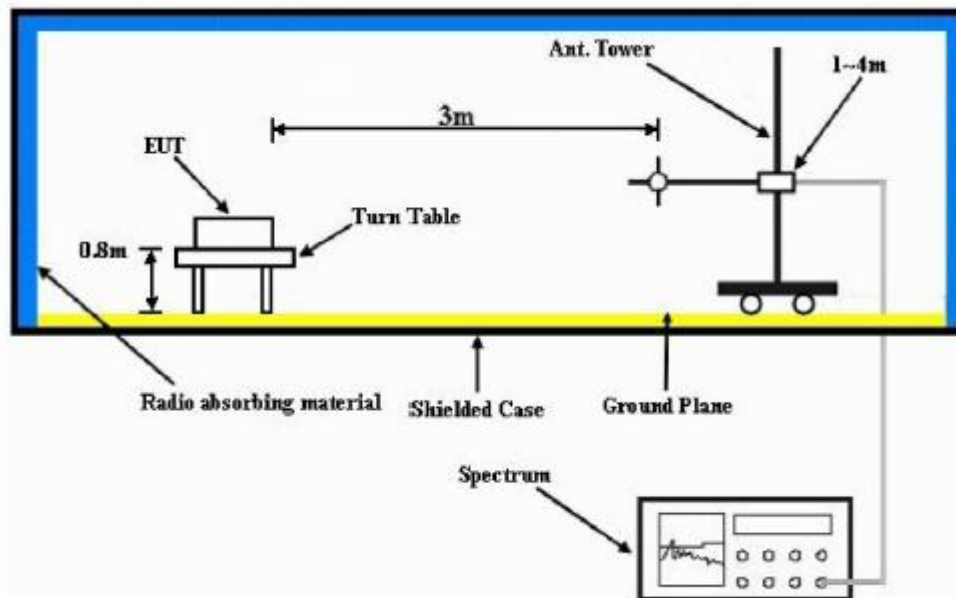 Ant. Tower
1~4m
3m
EUT
Turn Table
0.8m
Radio absorbing material
Shielded Case
Ground Plane
Spectrum